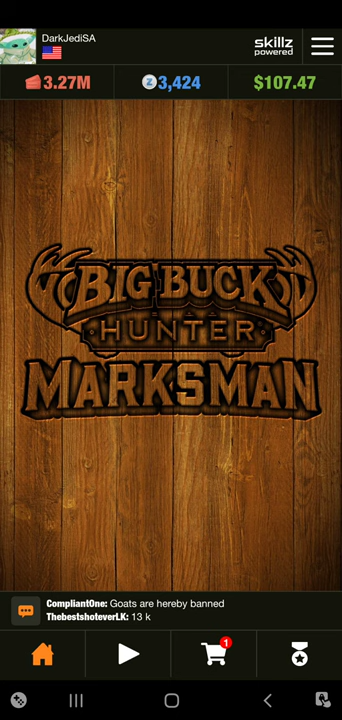 DarkJediSA
skillz
powered
3.27M
Z
3,424
$107.47
BIG BUCK
HUNTER
MARKSMAN
CompliantOne: Goats are hereby banned
ThebestshoteverLK: 13 k
1